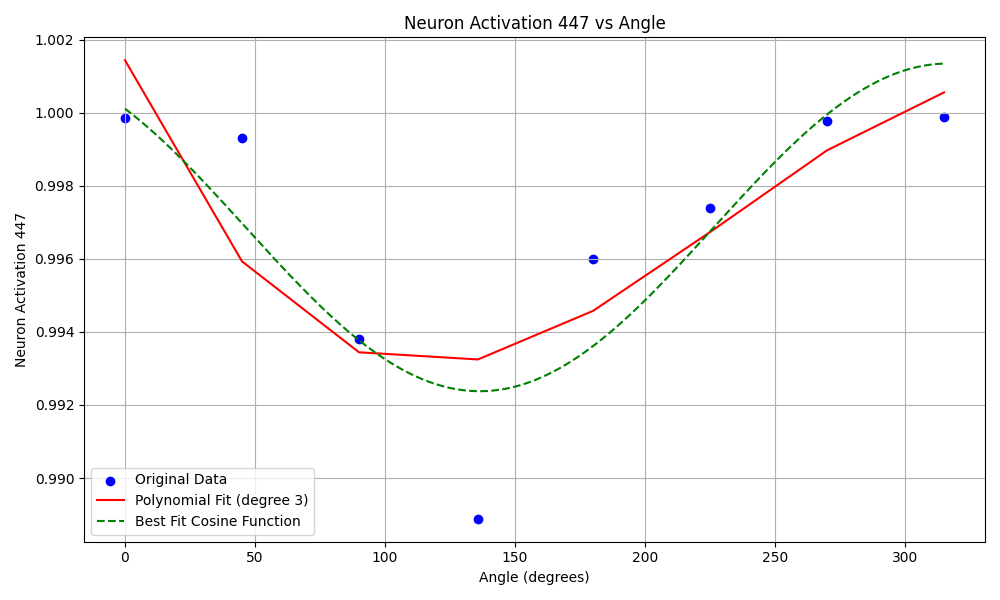 Neuron Activation 447 vs Angle
Neuron Activation 447
1.002
1.000
0.998
0.996
0.994
0.992
0.990
Original Data
Polynomial Fit (degree 3)
Best Fit Cosine Function
0 50 100 150 200 250 300
Angle (degrees)